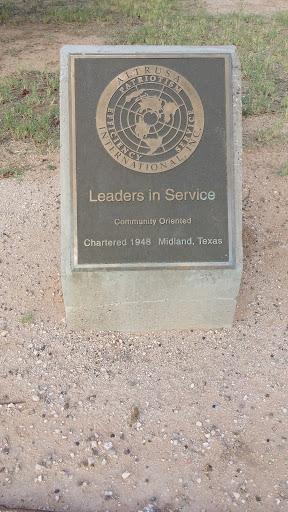 ALTRUSA
INTERNATIONAL, INC.
PATRIOTISM
EFFICIENCY
SERVICE
Leaders in Service
Community Oriented
Chartered 1948 Midland, Texas